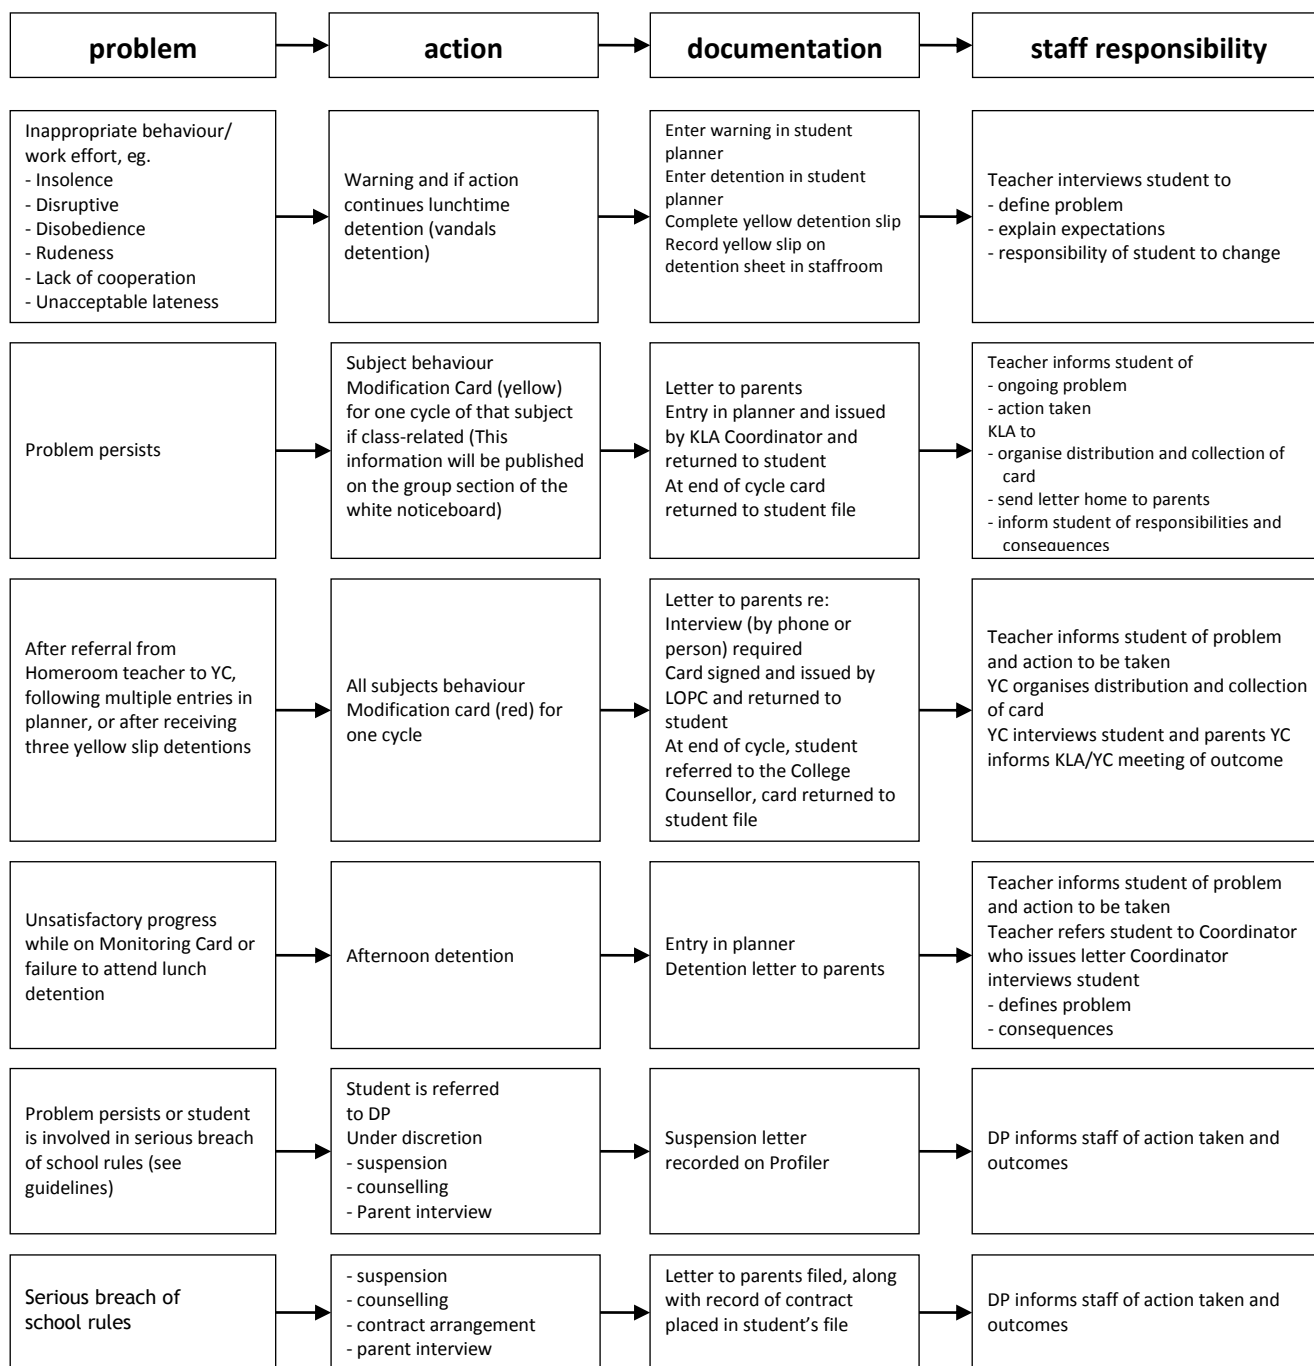 problem
action
documentation
staff responsibility
Inappropriate behaviour/
work effort, eg.
- Insolence
- Disruptive
- Disobedience
- Rudeness
- Lack of cooperation
- Unacceptable lateness
Warning and if action
continues lunchtime
detention (vandals
detention)
Enter warning in student
planner
Enter detention in student
planner
Complete yellow detention slip
Record yellow slip on
detention sheet in staffroom
Teacher interviews student to
- define problem
- explain expectations
- responsibility of student to change
Problem persists
Subject behaviour
Modification Card (yellow)
for one cycle of that subject
if class-related (This
information will be published
on the group section of the
white noticeboard)
Letter to parents
Entry in planner and issued
by KLA Coordinator and
returned to student
At end of cycle card
returned to student file
Teacher informs student of
- ongoing problem
- action taken
KLA to
- organise distribution and collection of
card
- send letter home to parents
- inform student of responsibilities and
consequences
After referral from
Homeroom teacher to YC,
following multiple entries in
planner, or after receiving
three yellow slip detentions
All subjects behaviour
Modification card (red) for
one cycle
Letter to parents re:
Interview (by phone or
person) required
Card signed and issued by
LOPC and returned to
student
At end of cycle, student
referred to the College
Counsellor, card returned to
student file
Teacher informs student of problem
and action to be taken
YC organises distribution and collection
of card
YC interviews student and parents YC
informs KLA/YC meeting of outcome
Unsatisfactory progress
while on Monitoring Card or
failure to attend lunch
detention
Afternoon detention
Entry in planner
Detention letter to parents
Teacher informs student of problem
and action to be taken
Teacher refers student to Coordinator
who issues letter Coordinator
interviews student
- defines problem
- consequences
Problem persists or student
is involved in serious breach
of school rules (see
guidelines)
Student is referred
to DP
Under discretion
- suspension
- counselling
- Parent interview
Suspension letter
recorded on Profiler
DP informs staff of action taken and
outcomes
Serious breach of
school rules
- suspension
- counselling
- contract arrangement
- parent interview
Letter to parents filed, along
with record of contract
placed in student’s file
DP informs staff of action taken and
outcomes